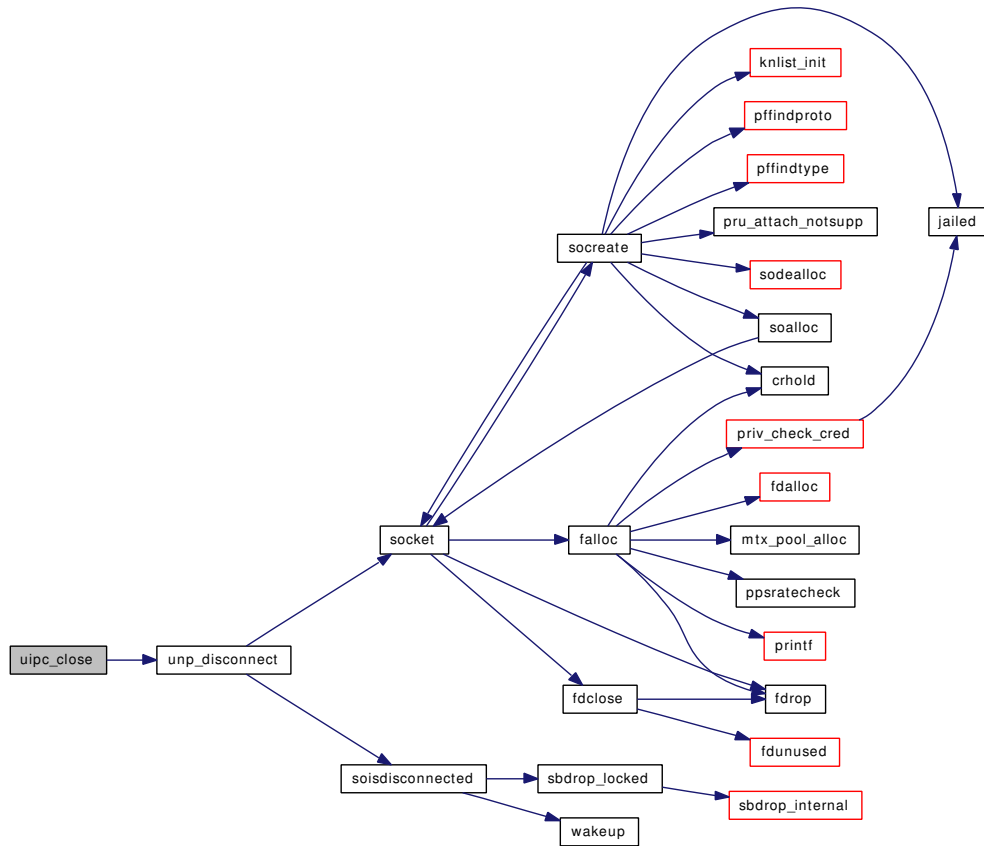 knlist_init
pffindproto
pffindtype
pru_attach_notsupp
jailed
socreate
sodealloc
soalloc
crhold
priv_check_cred
fdalloc
socket
falloc
mtx_pool_alloc
ppsratecheck
printf
uipc_close
unp_disconnect
fdclose
fdrop
fdunused
soisdisconnected
sbdrop_locked
sbdrop_internal
wakeup